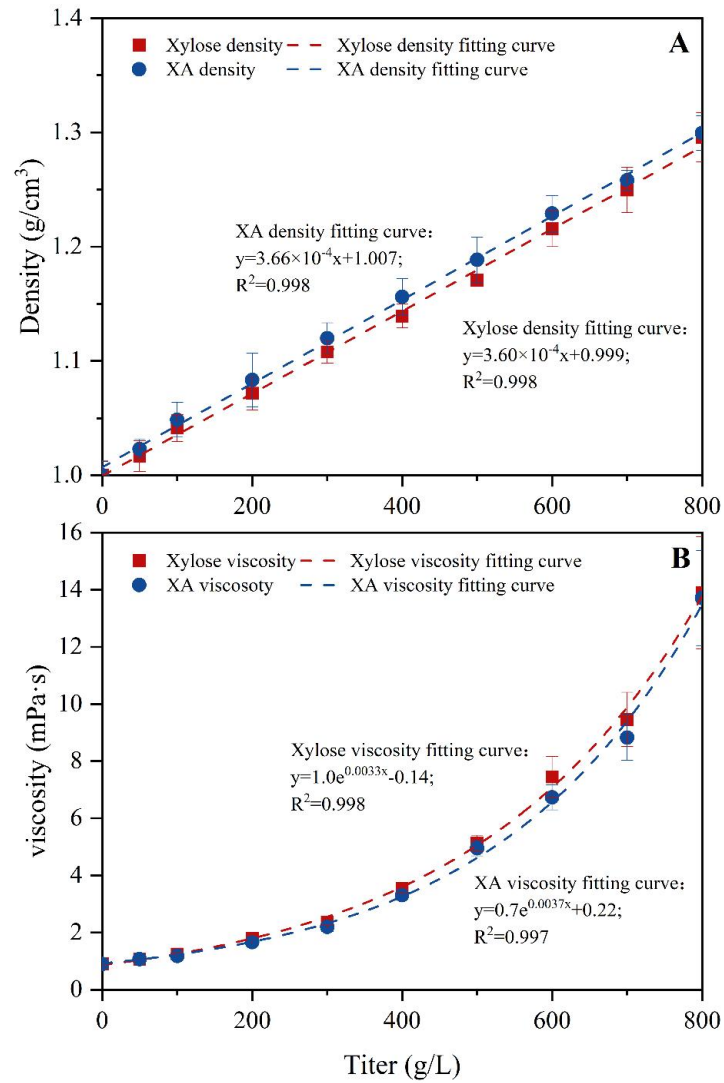 1.4
Xylose density
Xylose density fitting curve
A
XA density
XA density fitting curve
1.3
Density (g/cm³)
XA density fitting curve：
y=3.66×10⁻⁴x+1.007;
R²=0.998
1.2
Xylose density fitting curve：
y=3.60×10⁻⁴x+0.999;
R²=0.998
1.1
1.0
0 200 400 600 800
16
Xylose viscosity
Xylose viscosity fitting curve
B
XA viscosoty
XA viscosity fitting curve
14
12
10
viscosity (mPa·s)
Xylose viscosity fitting curve：
y=1.0e⁰·⁰⁰³³ˣ-0.14;
R²=0.998
8
6
XA viscosity fitting curve：
y=0.7e⁰·⁰⁰³⁷ˣ+0.22;
R²=0.997
4
2
0
0 200 400 600 800
Titer (g/L)